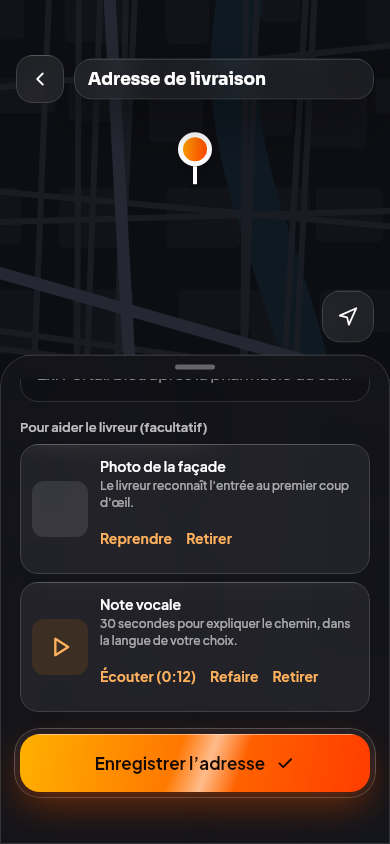 Adresse de livraison
Pour aider le livreur (facultatif)
Photo de la façade
Le livreur reconnaît l’entrée au premier coup
d’œil.
Reprendre Retirer
Note vocale
30 secondes pour expliquer le chemin, dans
la langue de votre choix.
Écouter (0:12) Refaire Retirer
Enregistrer l’adresse